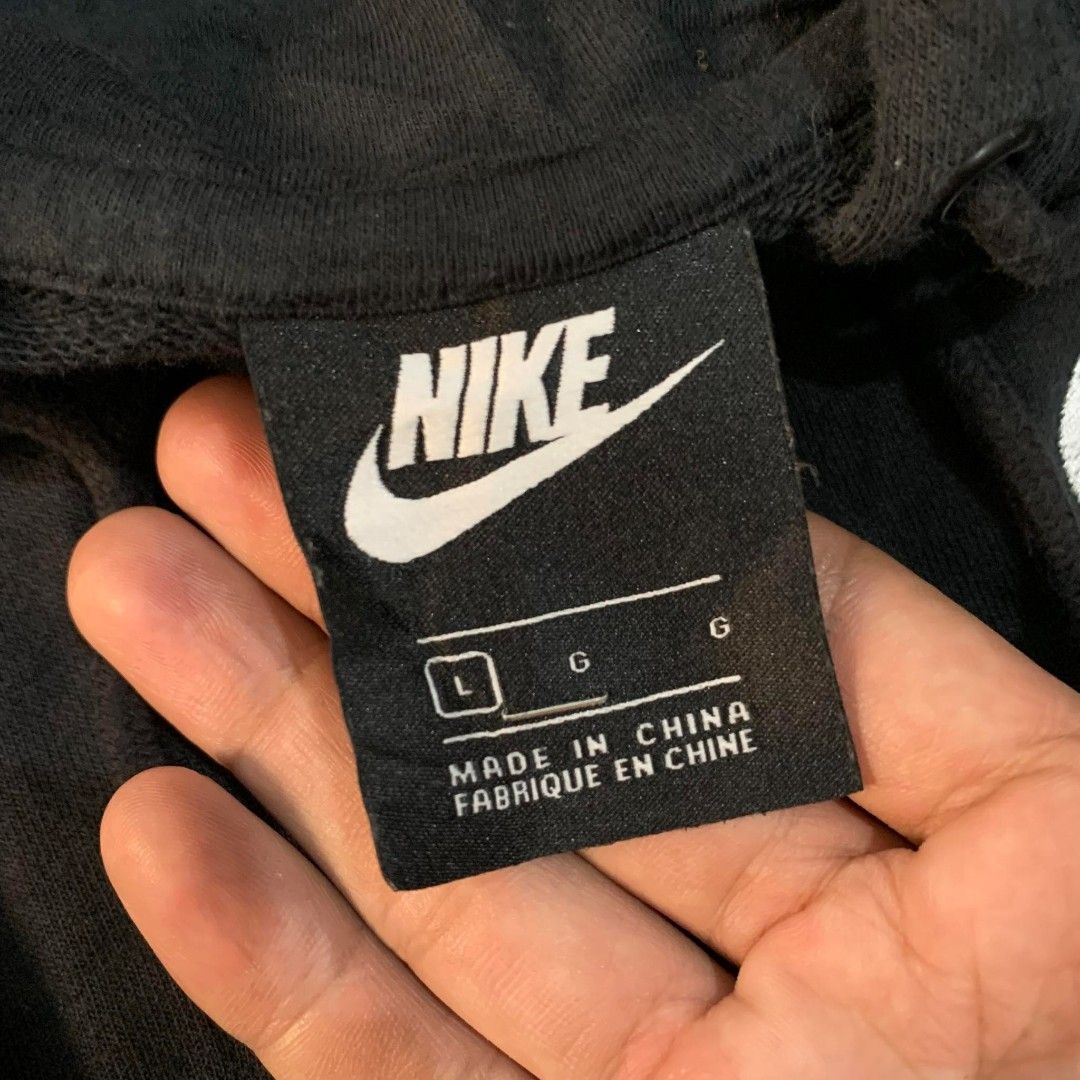 NIKE
L G G
MADE IN CHINA
FABRIQUE EN CHINE